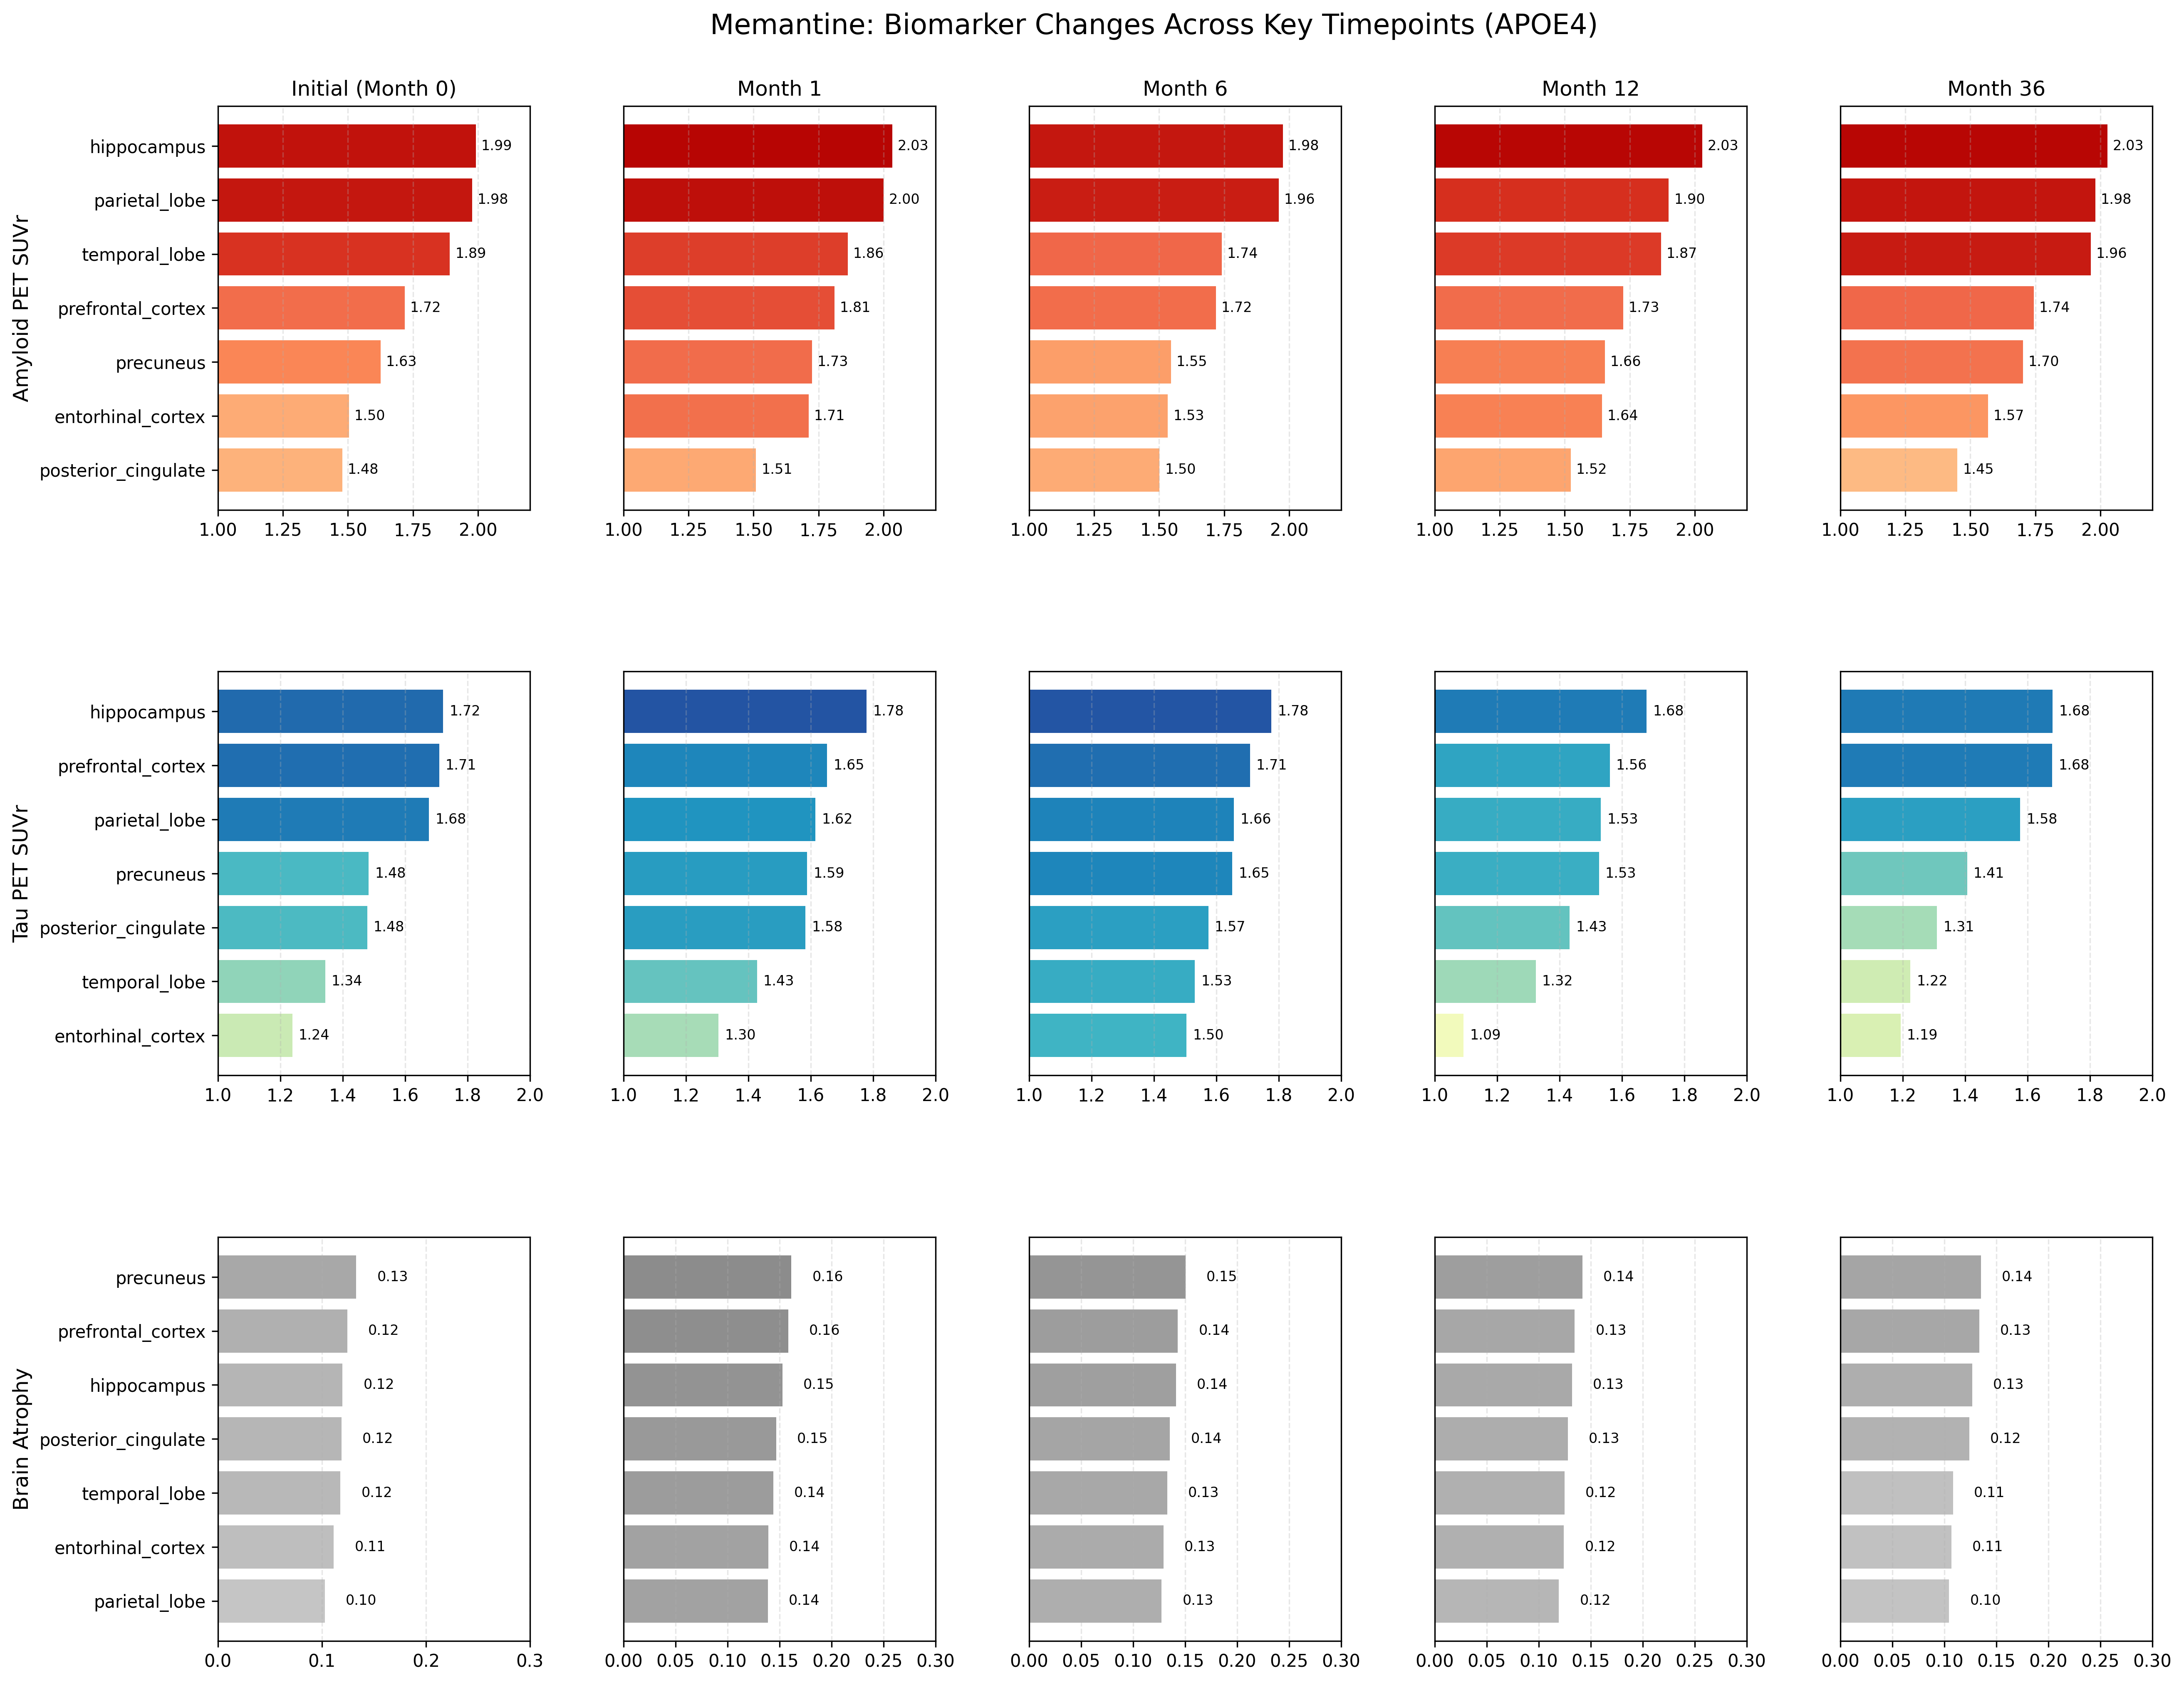 Memantine: Biomarker Changes Across Key Timepoints (APOE4)
Initial (Month 0)
Month 1
Month 6
Month 12
Month 36
Amyloid PET SUVr
hippocampus 1.99 2.03 1.98 2.03 2.03
parietal_lobe 1.98 2.00 1.96 1.90 1.98
temporal_lobe 1.89 1.86 1.74 1.87 1.96
prefrontal_cortex 1.72 1.81 1.72 1.73 1.74
precuneus 1.63 1.73 1.55 1.66 1.70
entorhinal_cortex 1.50 1.71 1.53 1.64 1.57
posterior_cingulate 1.48 1.51 1.50 1.52 1.45
1.00 1.25 1.50 1.75 2.00 1.00 1.25 1.50 1.75 2.00 1.00 1.25 1.50 1.75 2.00 1.00 1.25 1.50 1.75 2.00 1.00 1.25 1.50 1.75 2.00
Tau PET SUVr
hippocampus 1.72 1.78 1.78 1.68 1.68
prefrontal_cortex 1.71 1.65 1.71 1.56 1.68
parietal_lobe 1.68 1.62 1.66 1.53 1.58
precuneus 1.48 1.59 1.65 1.53 1.41
posterior_cingulate 1.48 1.58 1.57 1.43 1.31
temporal_lobe 1.34 1.43 1.53 1.32 1.22
entorhinal_cortex 1.24 1.30 1.50 1.09 1.19
1.0 1.2 1.4 1.6 1.8 2.0 1.0 1.2 1.4 1.6 1.8 2.0 1.0 1.2 1.4 1.6 1.8 2.0 1.0 1.2 1.4 1.6 1.8 2.0 1.0 1.2 1.4 1.6 1.8 2.0
Brain Atrophy
precuneus 0.13 0.16 0.15 0.14 0.14
prefrontal_cortex 0.12 0.16 0.14 0.13 0.13
hippocampus 0.12 0.15 0.14 0.13 0.13
posterior_cingulate 0.12 0.15 0.14 0.13 0.12
temporal_lobe 0.12 0.14 0.13 0.12 0.11
entorhinal_cortex 0.11 0.14 0.13 0.12 0.11
parietal_lobe 0.10 0.14 0.13 0.12 0.10
0.0 0.1 0.2 0.3 0.00 0.05 0.10 0.15 0.20 0.25 0.30 0.00 0.05 0.10 0.15 0.20 0.25 0.30 0.00 0.05 0.10 0.15 0.20 0.25 0.30 0.00 0.05 0.10 0.15 0.20 0.25 0.30